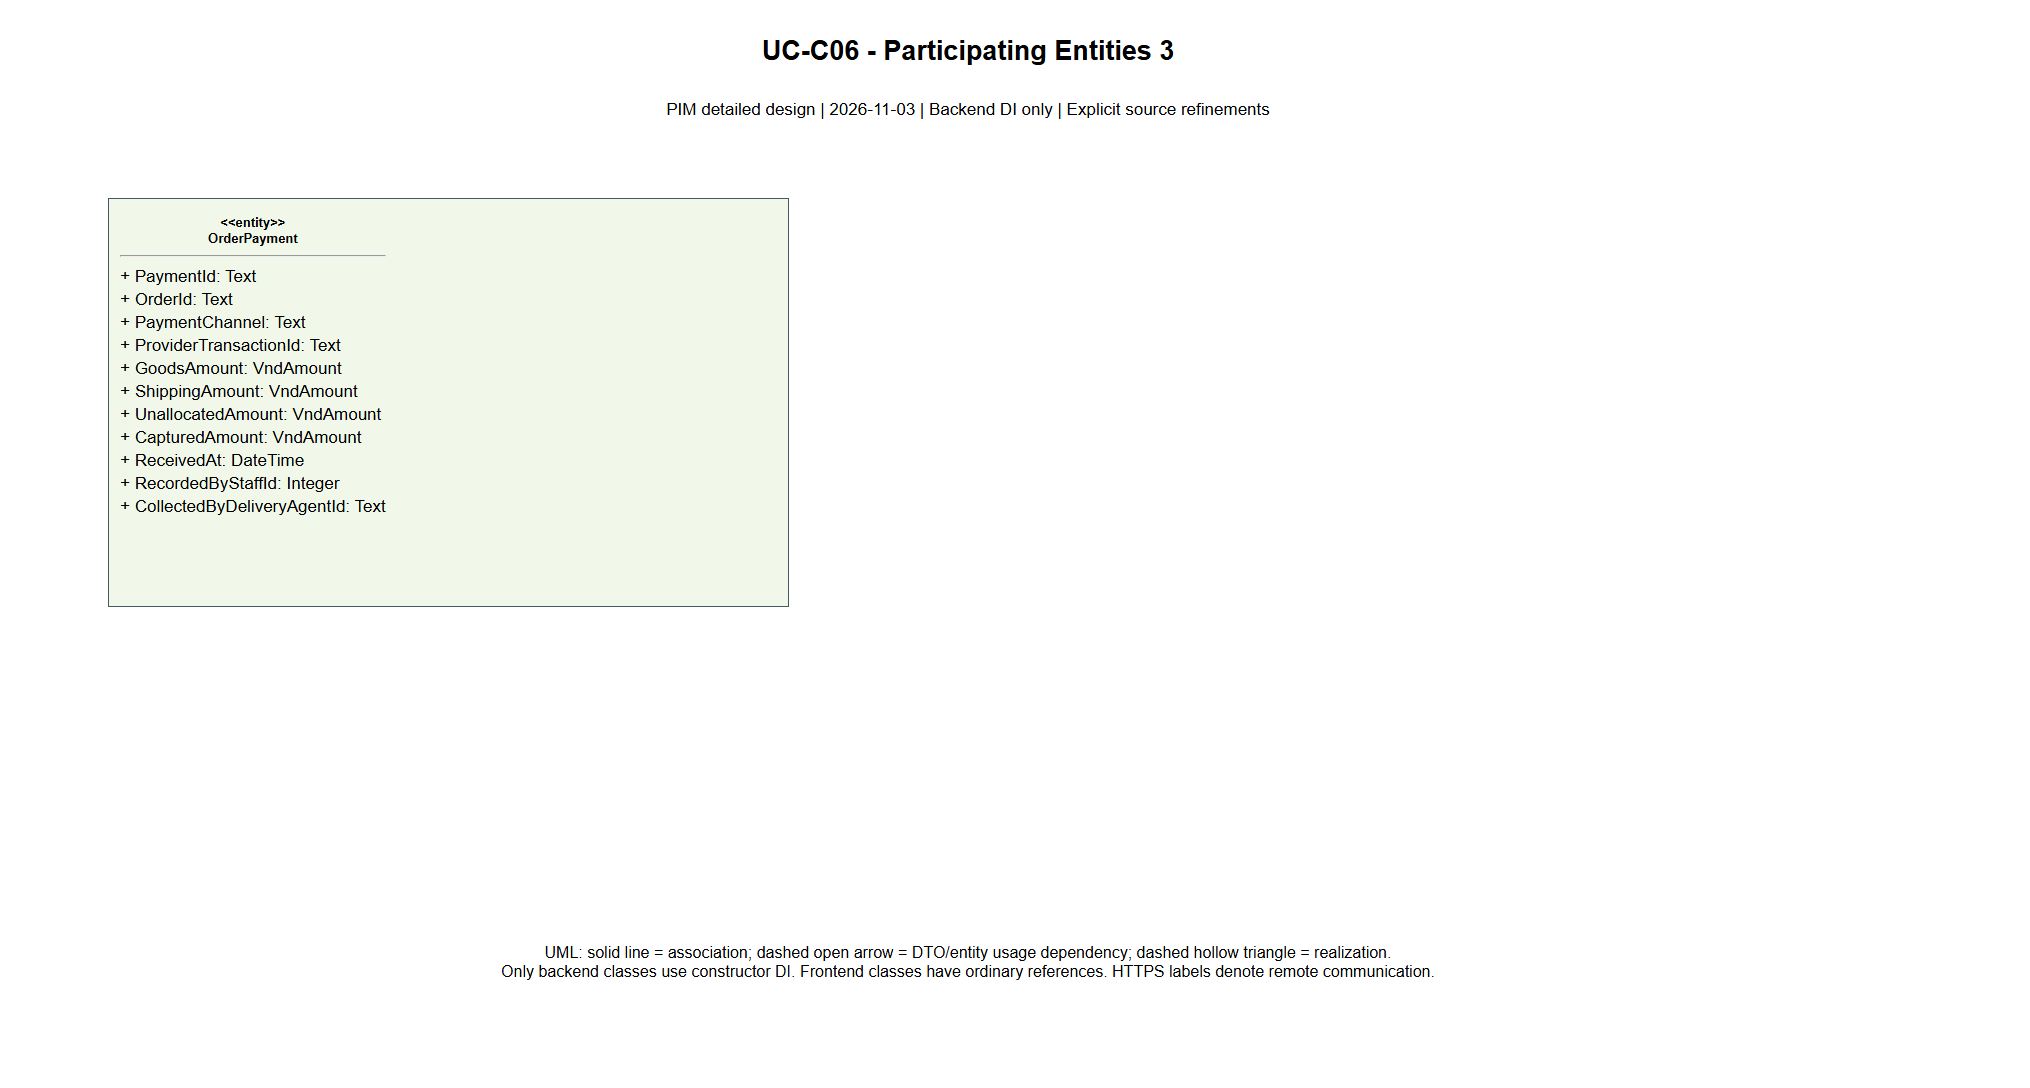 UC-C06 - Participating Entities 3
PIM detailed design | 2026-11-03 | Backend DI only | Explicit source refinements
<<entity>>
OrderPayment
+ PaymentId: Text
+ OrderId: Text
+ PaymentChannel: Text
+ ProviderTransactionId: Text
+ GoodsAmount: VndAmount
+ ShippingAmount: VndAmount
+ UnallocatedAmount: VndAmount
+ CapturedAmount: VndAmount
+ ReceivedAt: DateTime
+ RecordedByStaffId: Integer
+ CollectedByDeliveryAgentId: Text
UML: solid line = association; dashed open arrow = DTO/entity usage dependency; dashed hollow triangle = realization.
Only backend classes use constructor DI. Frontend classes have ordinary references. HTTPS labels denote remote communication.